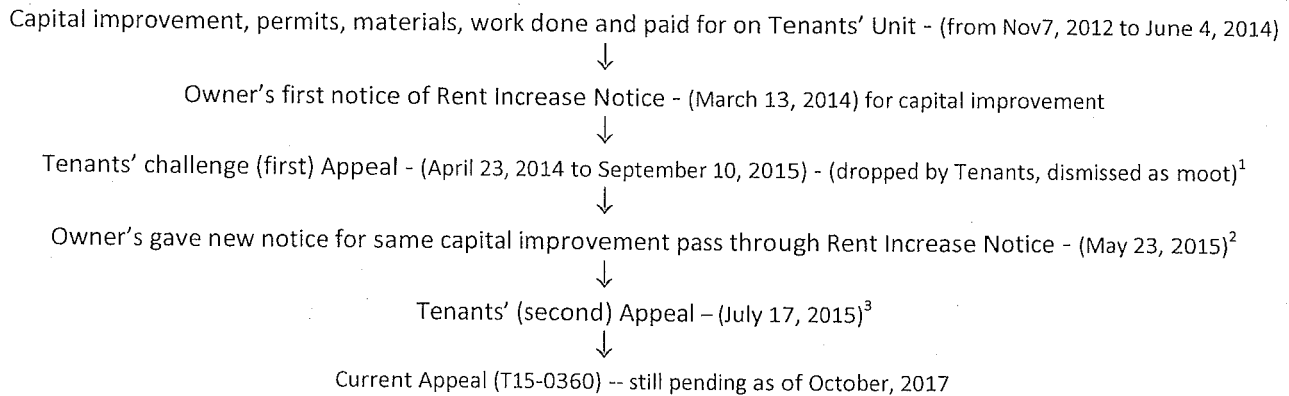 Capital improvement, permits, materials, work done and paid for on Tenants' Unit - (from Nov7, 2012 to June 4, 2014)
↓
Owner's first notice of Rent Increase Notice - (March 13, 2014) for capital improvement
↓
Tenants' challenge (first) Appeal - (April 23, 2014 to September 10, 2015) - (dropped by Tenants, dismissed as moot)¹
↓
Owner's gave new notice for same capital improvement pass through Rent Increase Notice - (May 23, 2015)²
↓
Tenants' (second) Appeal – (July 17, 2015)³
↓
Current Appeal (T15-0360) -- still pending as of October, 2017